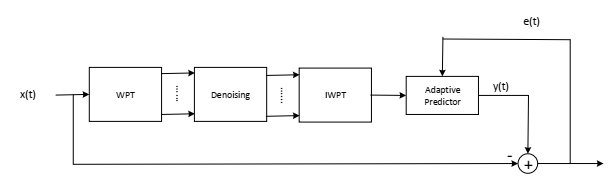 e(t)
x(t)
WPT
Denoising
IWPT
Adaptive
Predictor
y(t)
-
+